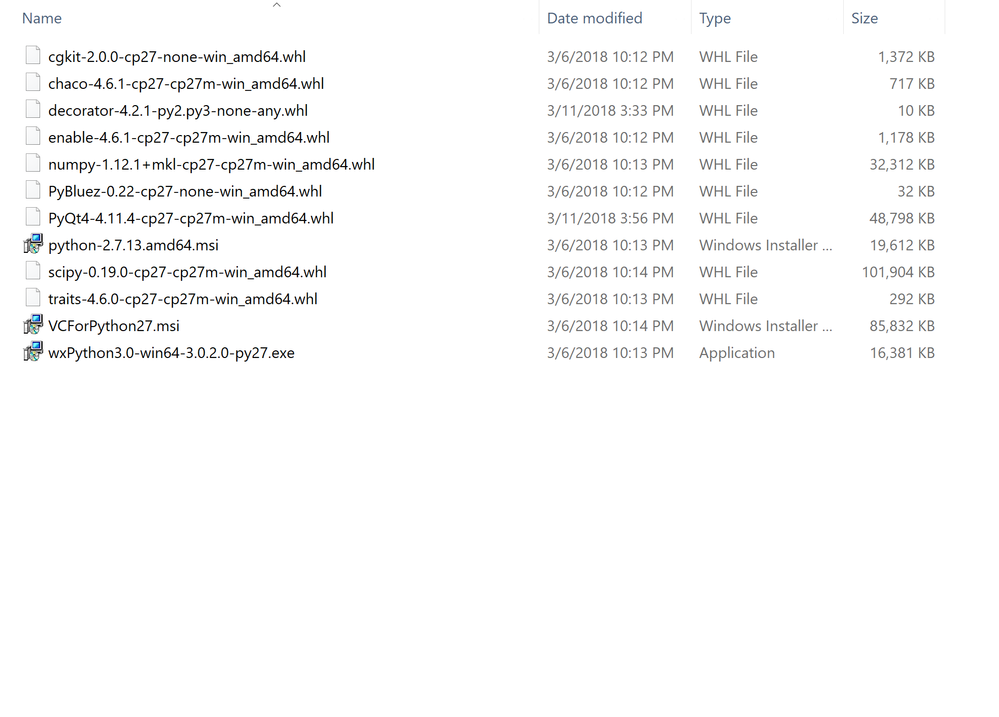 Name Date modified Type Size
cgkit-2.0.0-cp27-none-win_amd64.whl 3/6/2018 10:12 PM WHL File 1,372 KB
chaco-4.6.1-cp27-cp27m-win_amd64.whl 3/6/2018 10:12 PM WHL File 717 KB
decorator-4.2.1-py2.py3-none-any.whl 3/11/2018 3:33 PM WHL File 10 KB
enable-4.6.1-cp27-cp27m-win_amd64.whl 3/6/2018 10:12 PM WHL File 1,178 KB
numpy-1.12.1+mkl-cp27-cp27m-win_amd64.whl 3/6/2018 10:13 PM WHL File 32,312 KB
PyBluez-0.22-cp27-none-win_amd64.whl 3/6/2018 10:12 PM WHL File 32 KB
PyQt4-4.11.4-cp27-cp27m-win_amd64.whl 3/11/2018 3:56 PM WHL File 48,798 KB
python-2.7.13.amd64.msi 3/6/2018 10:13 PM Windows Installer ... 19,612 KB
scipy-0.19.0-cp27-cp27m-win_amd64.whl 3/6/2018 10:14 PM WHL File 101,904 KB
traits-4.6.0-cp27-cp27m-win_amd64.whl 3/6/2018 10:13 PM WHL File 292 KB
VCForPython27.msi 3/6/2018 10:14 PM Windows Installer ... 85,832 KB
wxPython3.0-win64-3.0.2.0-py27.exe 3/6/2018 10:13 PM Application 16,381 KB